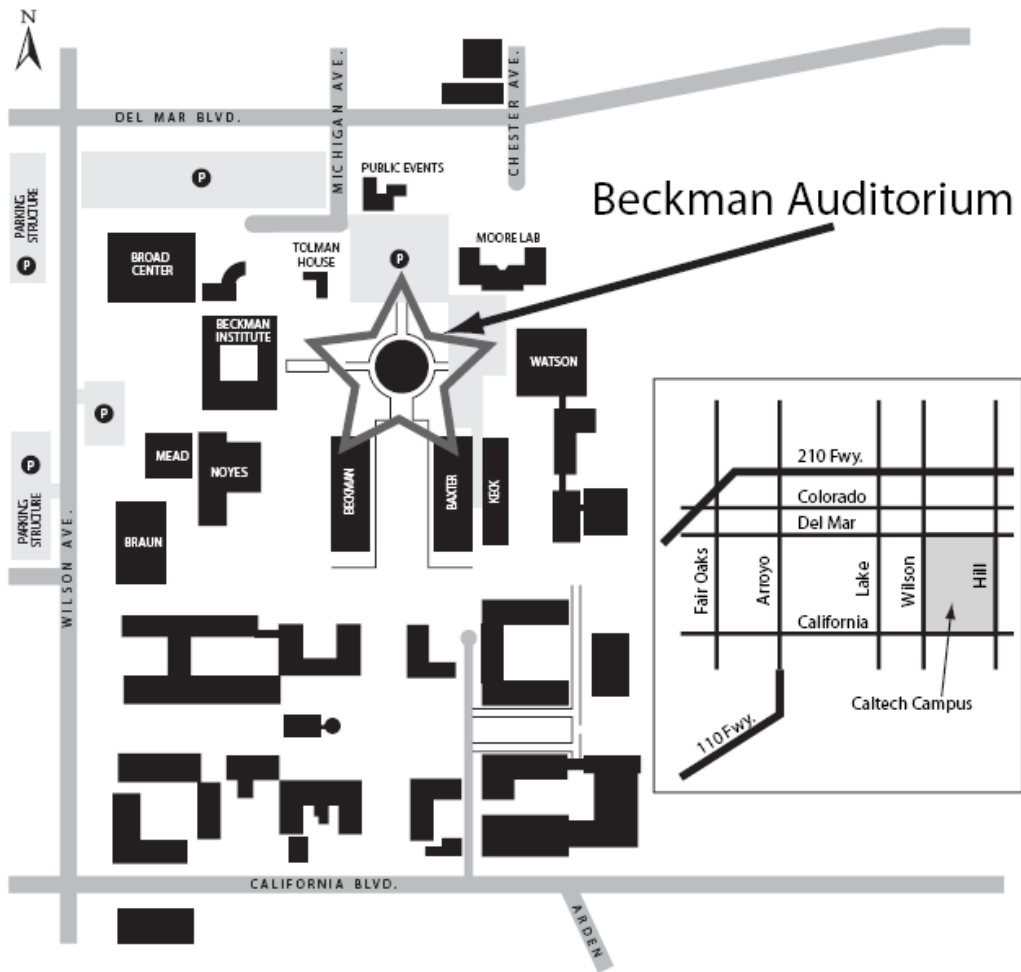 N
DEL MAR BLVD.
MICHIGAN AVE.
CHESTER AVE.
PUBLIC EVENTS
P
PARKING
STRUCTURE
P
Beckman Auditorium
BROAD
CENTER
TOLMAN
HOUSE
P
MOORE LAB
BECKMAN
INSTITUTE
WATSON
P
P
PARKING
STRUCTURE
MEAD
NOYES
BECKMAN
BAXTER
KECK
BRAUN
WILSON AVE.
210 Fwy.
Colorado
Del Mar
Fair Oaks
Arroyo
Lake
Wilson
Hill
California
Caltech Campus
110 Fwy.
CALIFORNIA BLVD.
ARDEN